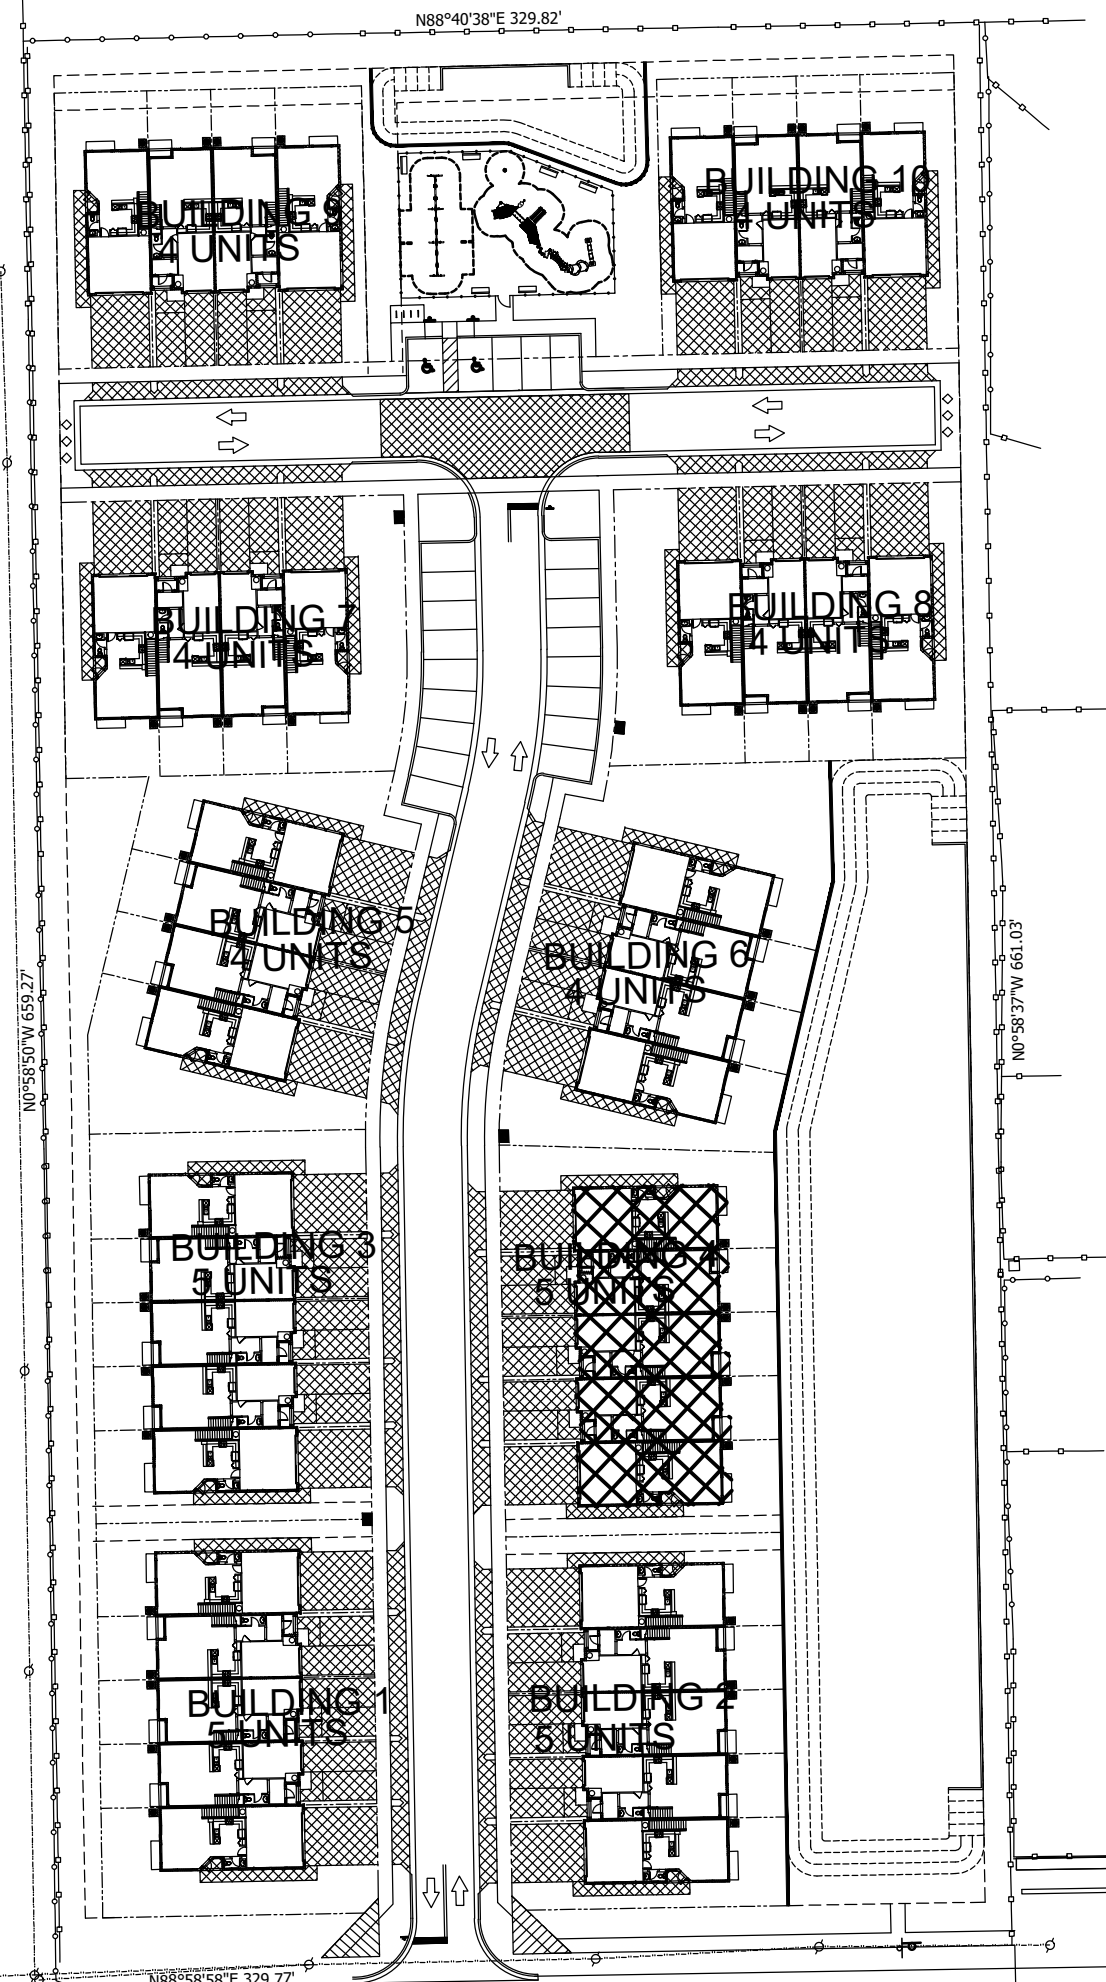 N88°40'38"E 329.82'
BUILDING 10
4 UNITS
BUILDING 9
4 UNITS
BUILDING 8
4 UNITS
BUILDING 7
4 UNITS
BUILDING 5
4 UNITS
BUILDING 6
4 UNITS
N0°58'50"W 659.27'
N0°58'37"W 661.03'
BUILDING 3
5 UNITS
BUILDING 4
5 UNITS
BUILDING 1
5 UNITS
BUILDING 2
5 UNITS
N88°58'58"E 329.77'